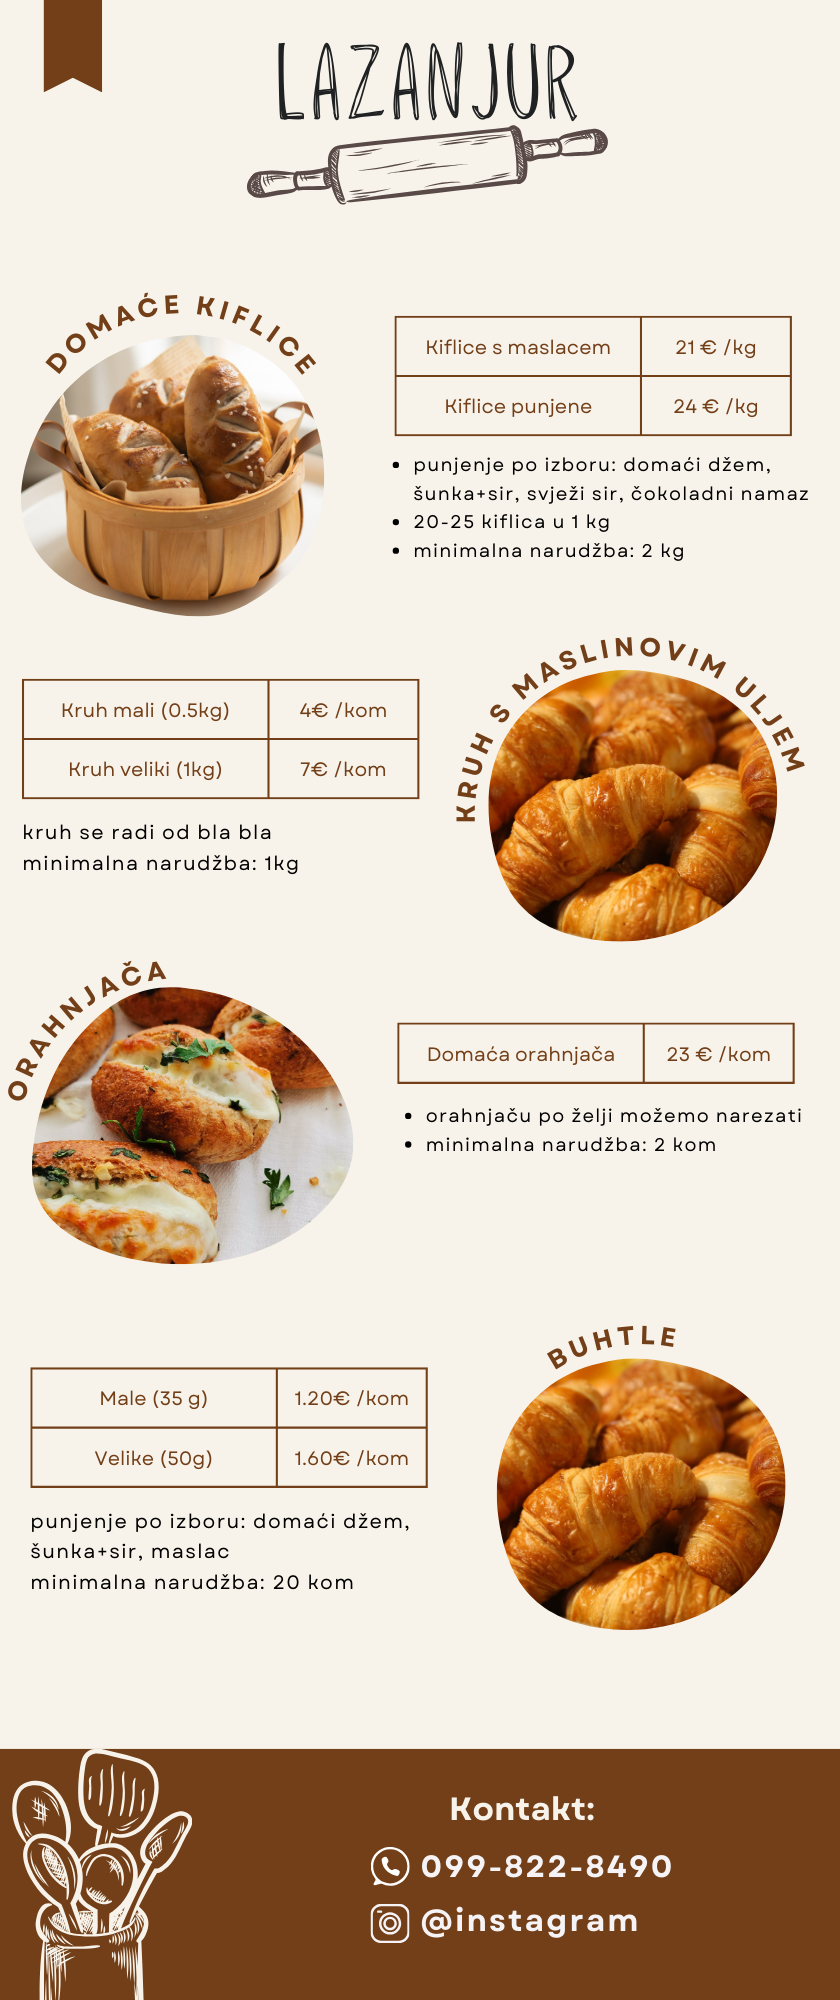 LAZANJUR
DOMAĆE KIFLICE
Kiflice s maslacem 21 € /kg
Kiflice punjene 24 € /kg
• punjenje po izboru: domaći džem,
šunka+sir, svježi sir, čokoladni namaz
• 20-25 kiflica u 1 kg
• minimalna narudžba: 2 kg
KRUH S MASLINOVIM ULJEM
Kruh mali (0.5kg) 4€ /kom
Kruh veliki (1kg) 7€ /kom
kruh se radi od bla bla
minimalna narudžba: 1kg
ORAHNJAČA
Domaća orahnjača 23 € /kom
• orahnjaču po želji možemo narezati
• minimalna narudžba: 2 kom
BUHTLE
Male (35 g) 1.20€ /kom
Velike (50g) 1.60€ /kom
punjenje po izboru: domaći džem,
šunka+sir, maslac
minimalna narudžba: 20 kom
Kontakt:
099-822-8490
@instagram